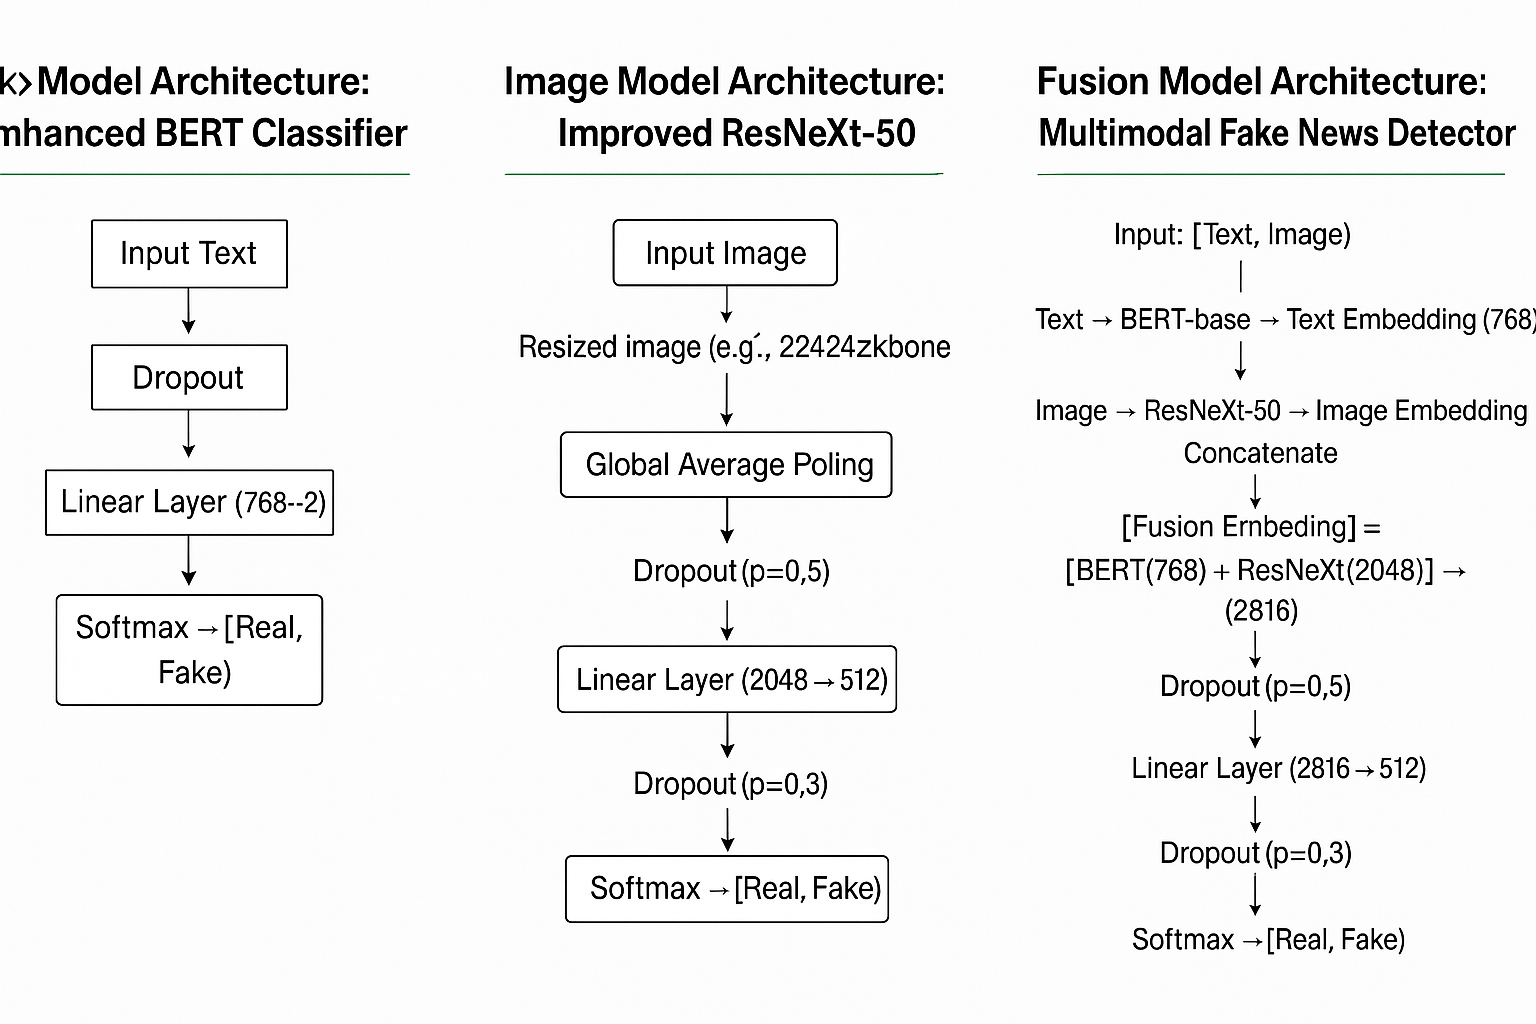 k> Model Architecture:
mhanced BERT Classifier
Input Text
Dropout
Linear Layer (768--2)
Softmax → [Real,
Fake)
Image Model Architecture:
Improved ResNeXt-50
Input Image
Resized image (e.g´., 22424zkbone
Global Average Poling
Dropout (p=0,5)
Linear Layer (2048 → 512)
Dropout (p=0,3)
Softmax → [Real, Fake)
Fusion Model Architecture:
Multimodal Fake News Detector
Input: [Text, Image)
Text → BERT-base → Text Embedding (768)
Image → ResNeXt-50 → Image Embedding
Concatenate
[Fusion Ernbeding] =
[BERT(768) + ResNeXt(2048)] →
(2816)
Dropout (p=0,5)
Linear Layer (2816 → 512)
Dropout (p=0,3)
Softmax → [Real, Fake)